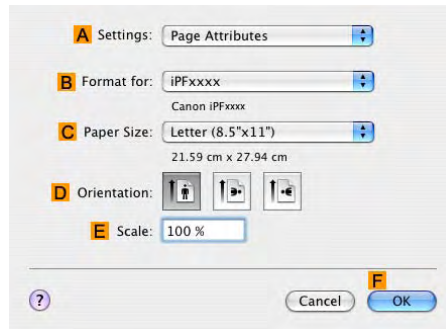 A Settings: Page Attributes
B Format for: iPFxxxx
Canon iPFxxxx
C Paper Size: Letter (8.5"x11")
21.59 cm x 27.94 cm
D Orientation:
E Scale: 100 %
F
? Cancel OK